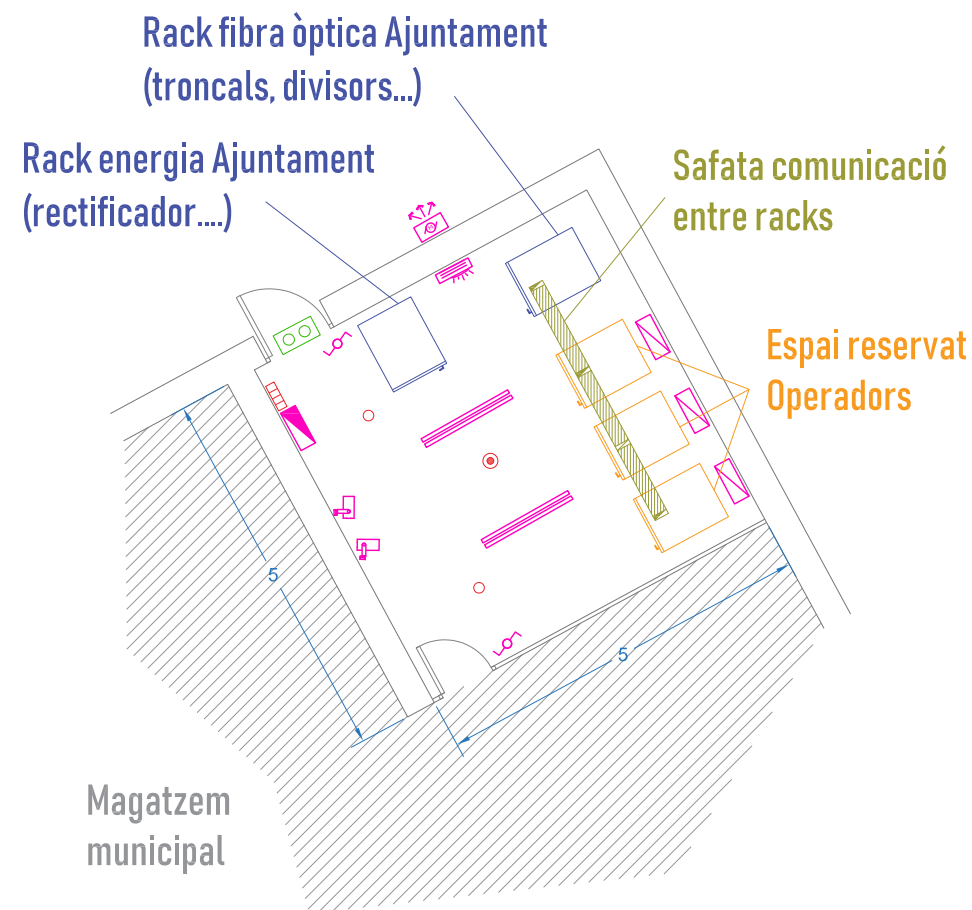 Rack fibra òptica Ajuntament
(troncals, divisors...)
Rack energia Ajuntament
(rectificador....)
Safata comunicació
entre racks
Espai reservat
Operadors
5
5
Magatzem
municipal